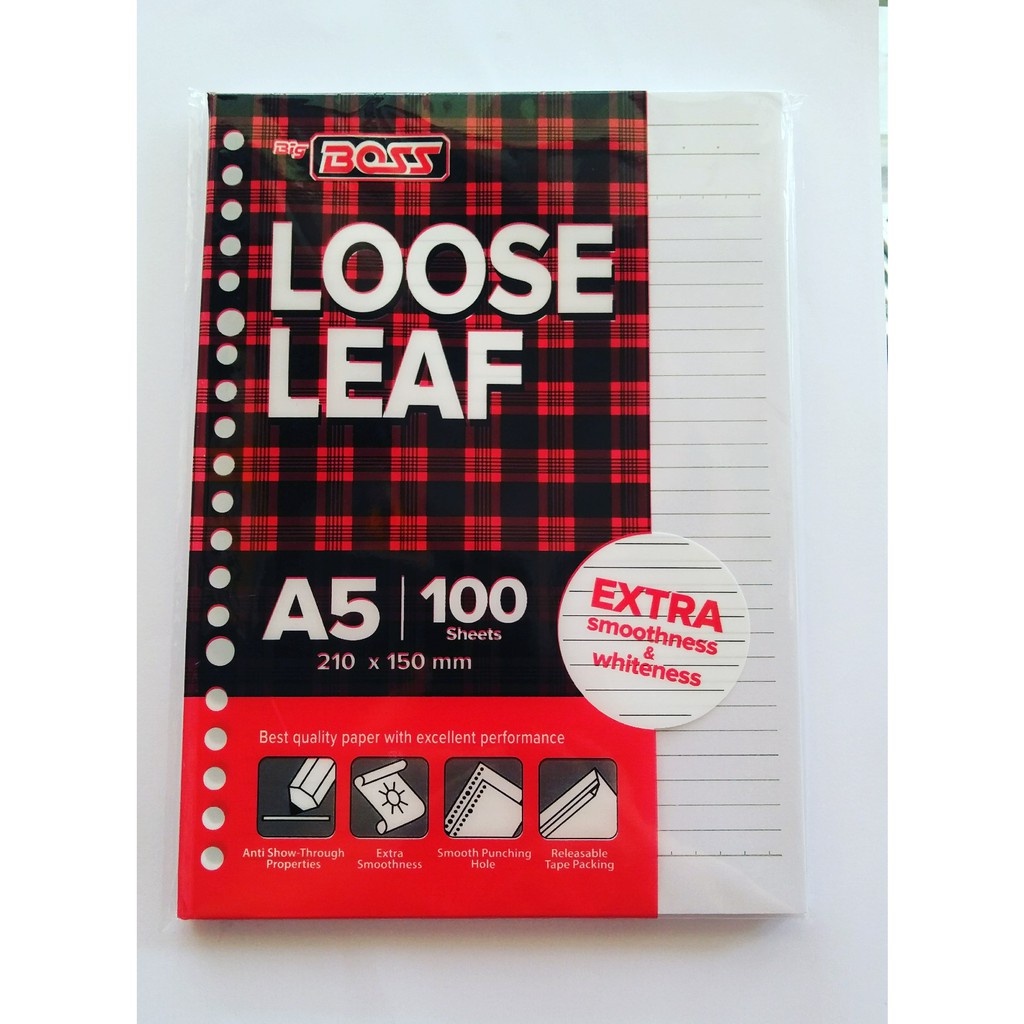 Big BOSS
LOOSE
LEAF
A5 | 100
Sheets
210 x 150 mm
EXTRA
smoothness
&
whiteness
Best quality paper with excellent performance
Anti Show-Through
Properties
Extra
Smoothness
Smooth Punching
Hole
Releasable
Tape Packing